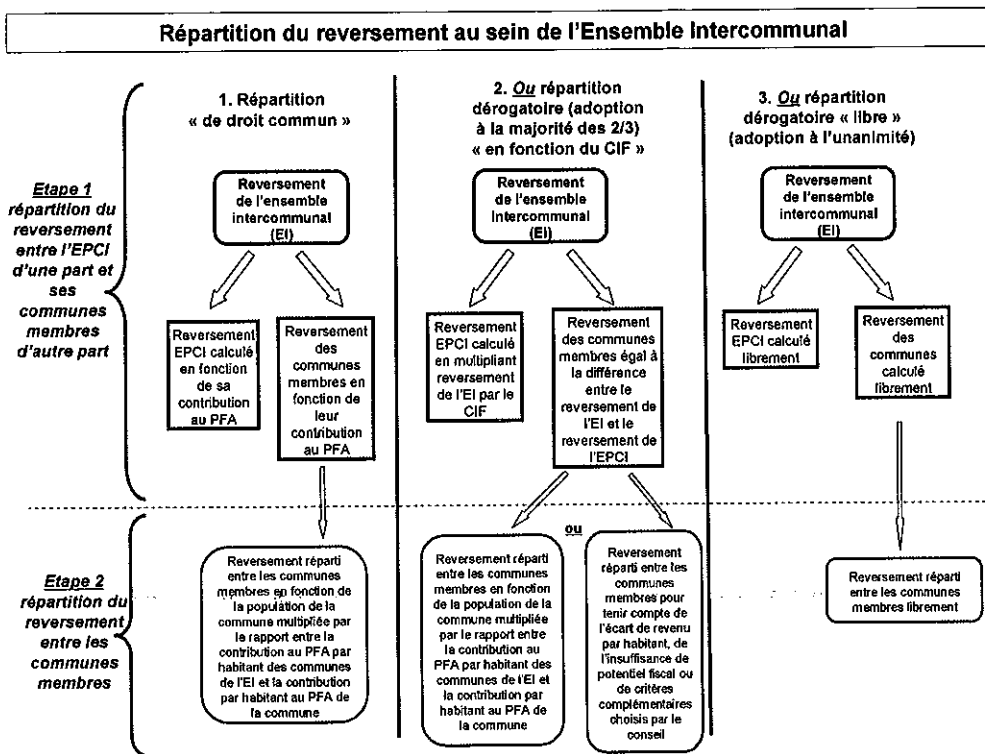 Répartition du reversement au sein de l'Ensemble Intercommunal
1. Répartition
« de droit commun »
2. Ou répartition
dérogatoire (adoption
à la majorité des 2/3)
« en fonction du CIF »
3. Ou répartition
dérogatoire « libre »
(adoption à l'unanimité)
Etape 1
répartition du
reversement
entre l'EPCI
d'une part et
ses
communes
membres
d'autre part
Reversement
de l'ensemble
intercommunal
(EI)
Reversement
EPCI calculé
en fonction
de sa
contribution
au PFA
Reversement
des
communes
membres en
fonction de
leur
contribution
au PFA
Reversement
de l'ensemble
Intercommunal
(EI)
Reversement
EPCI calculé
en multipliant
reversement
de l'EI par le
CIF
Reversement
des communes
membres égal à
la différence
entre le
reversement de
l'EI et le
reversement de
l'EPCI
Reversement
de l'ensemble
intercommunal
(EI)
Reversement
EPCI calculé
librement
Reversement
des
communes
calculé
librement
Etape 2
répartition du
reversement
entre les
communes
membres
Reversement réparti
entre les communes
membres en fonction de
la population de la
commune multipliée par
le rapport entre la
contribution au PFA par
habitant des communes
de l'EI et la contribution
par habitant au PFA de
la commune
ou
Reversement réparti
entre les communes
membres en fonction
de la population de la
commune multipliée
par le rapport entre
la contribution au
PFA par habitant des
communes de l'EI et
la contribution par
habitant au PFA de la
commune
Reversement
réparti entre les
communes
membres pour
tenir compte de
l'écart de revenu
par habitant, de
l'insuffisance de
potentiel fiscal ou
de critères
complémentaires
choisis par le
conseil
Reversement réparti
entre les communes
membres librement